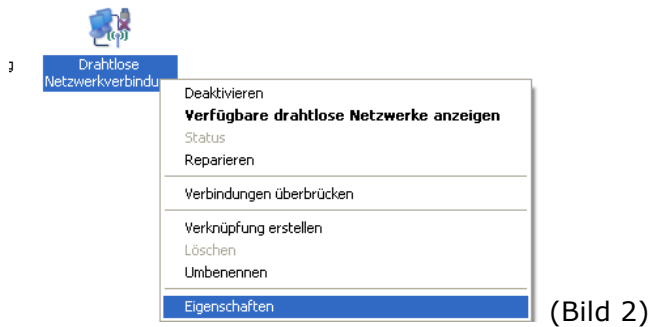 g
Drahtlose
Netzwerkverbindu
Deaktivieren
Verfügbare drahtlose Netzwerke anzeigen
Status
Reparieren
Verbindungen überbrücken
Verknüpfung erstellen
Löschen
Umbenennen
Eigenschaften
(Bild 2)